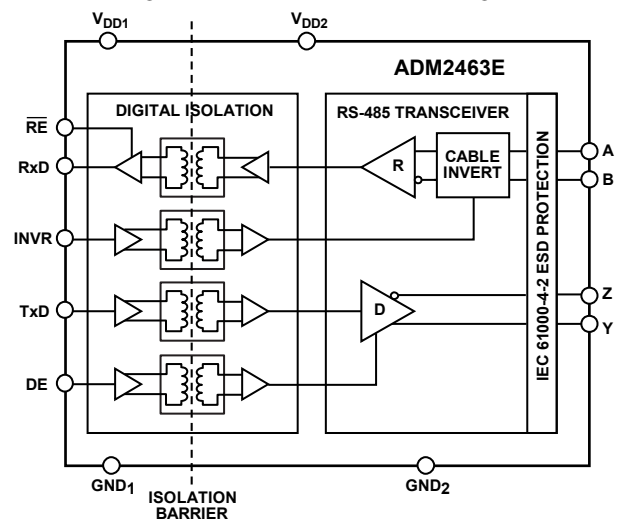 VDD1
VDD2
ADM2463E
DIGITAL ISOLATION
RS-485 TRANSCEIVER
RE
RxD
INVR
TxD
DE
R
CABLE
INVERT
D
IEC 61000-4-2 ESD PROTECTION
A
B
Z
Y
GND1
GND2
ISOLATION
BARRIER